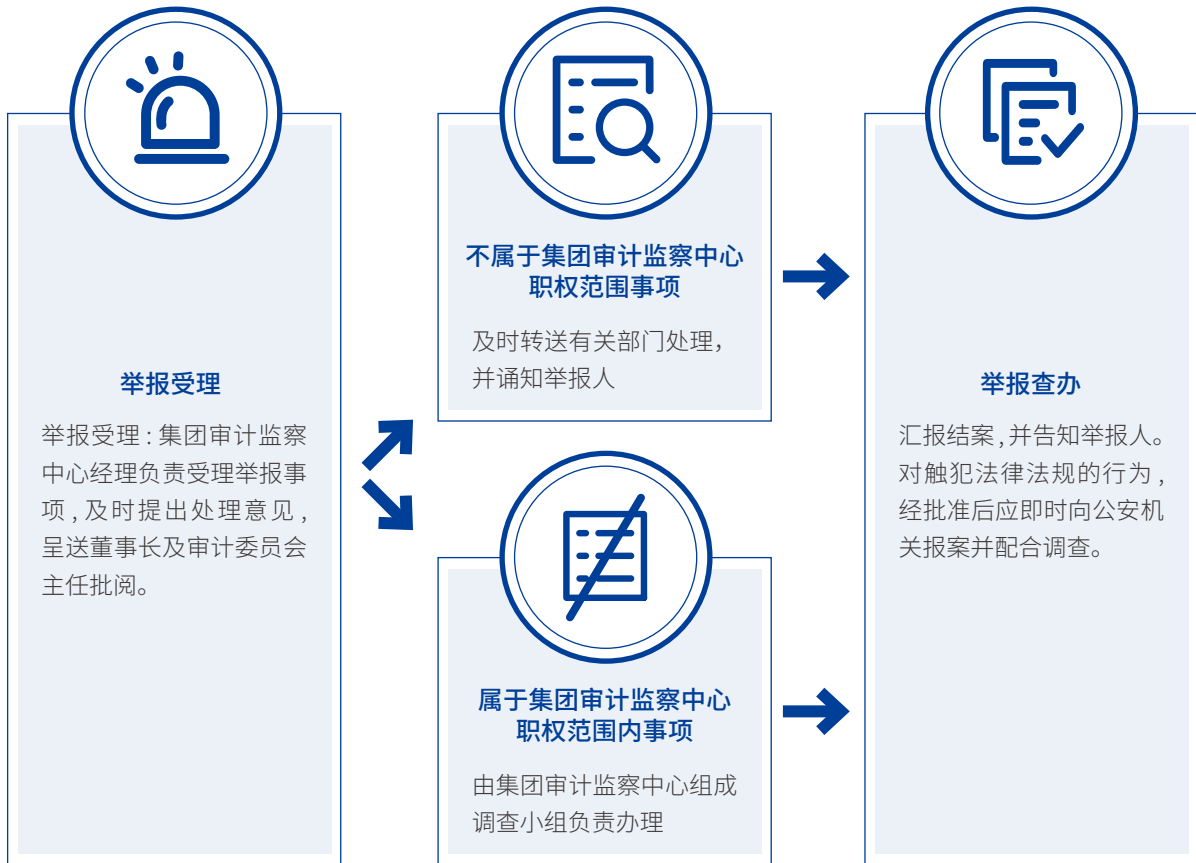 举报受理
举报受理：集团审计监察
中心经理负责受理举报事
项,及时提出处理意见,
呈送董事长及审计委员会
主任批阅。
不属于集团审计监察中心
职权范围事项
及时转送有关部门处理，
并诵知举报人
属于集团审计监察中心
职权范围内事项
由集团审计监察中心组成
调查小组负责办理
举报查办
汇报结案,并告知举报人。
对触犯法律法规的行为,
经批准后应即时向公安机
关报案并配合调查。